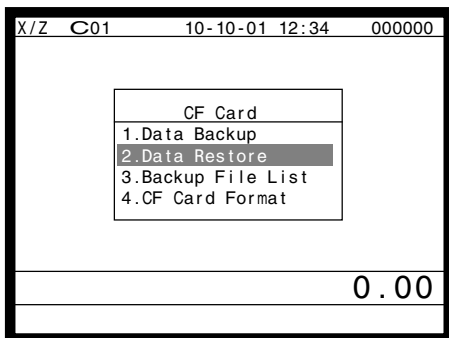 X/Z C01 10-10-01 12:34 000000
CF Card
1.Data Backup
2.Data Restore
3.Backup File List
4.CF Card Format
0.00